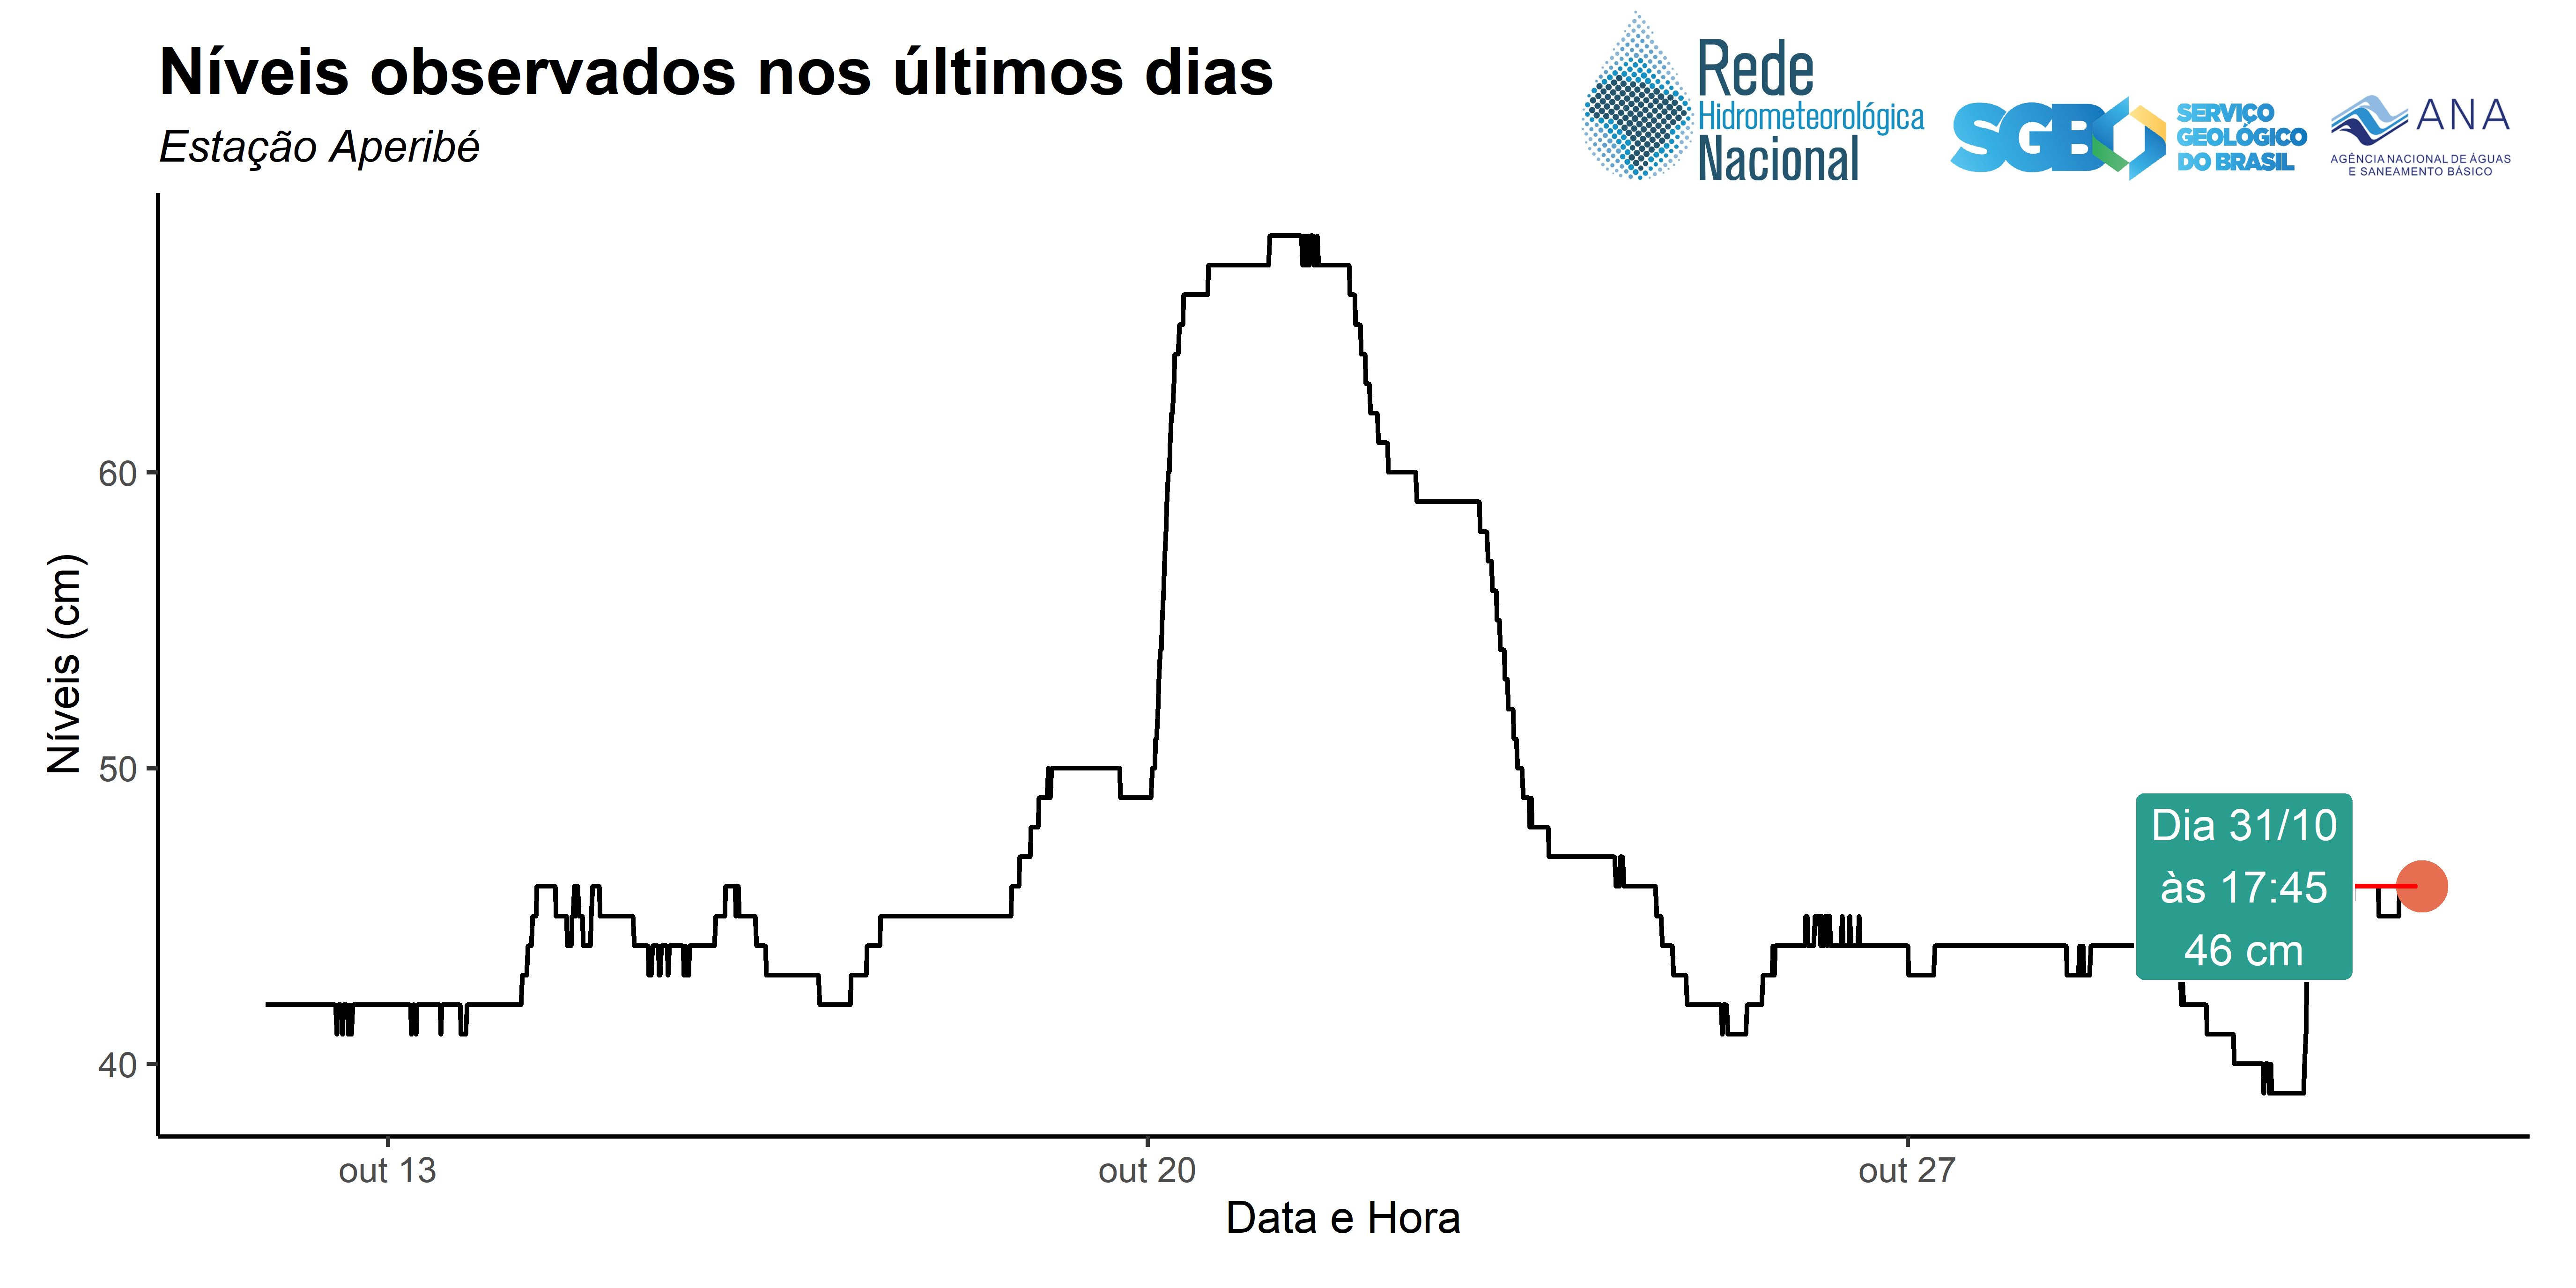 Níveis observados nos últimos dias
Estação Aperibé
Rede
Hidrometeorológica
Nacional
SGB
SERVIÇO
GEOLÓGICO
DO BRASIL
ANA
AGÊNCIA NACIONAL DE ÁGUAS
E SANEAMENTO BÁSICO
Níveis (cm)
60
50
40
Dia 31/10
às 17:45
46 cm
out 13
out 20
out 27
Data e Hora